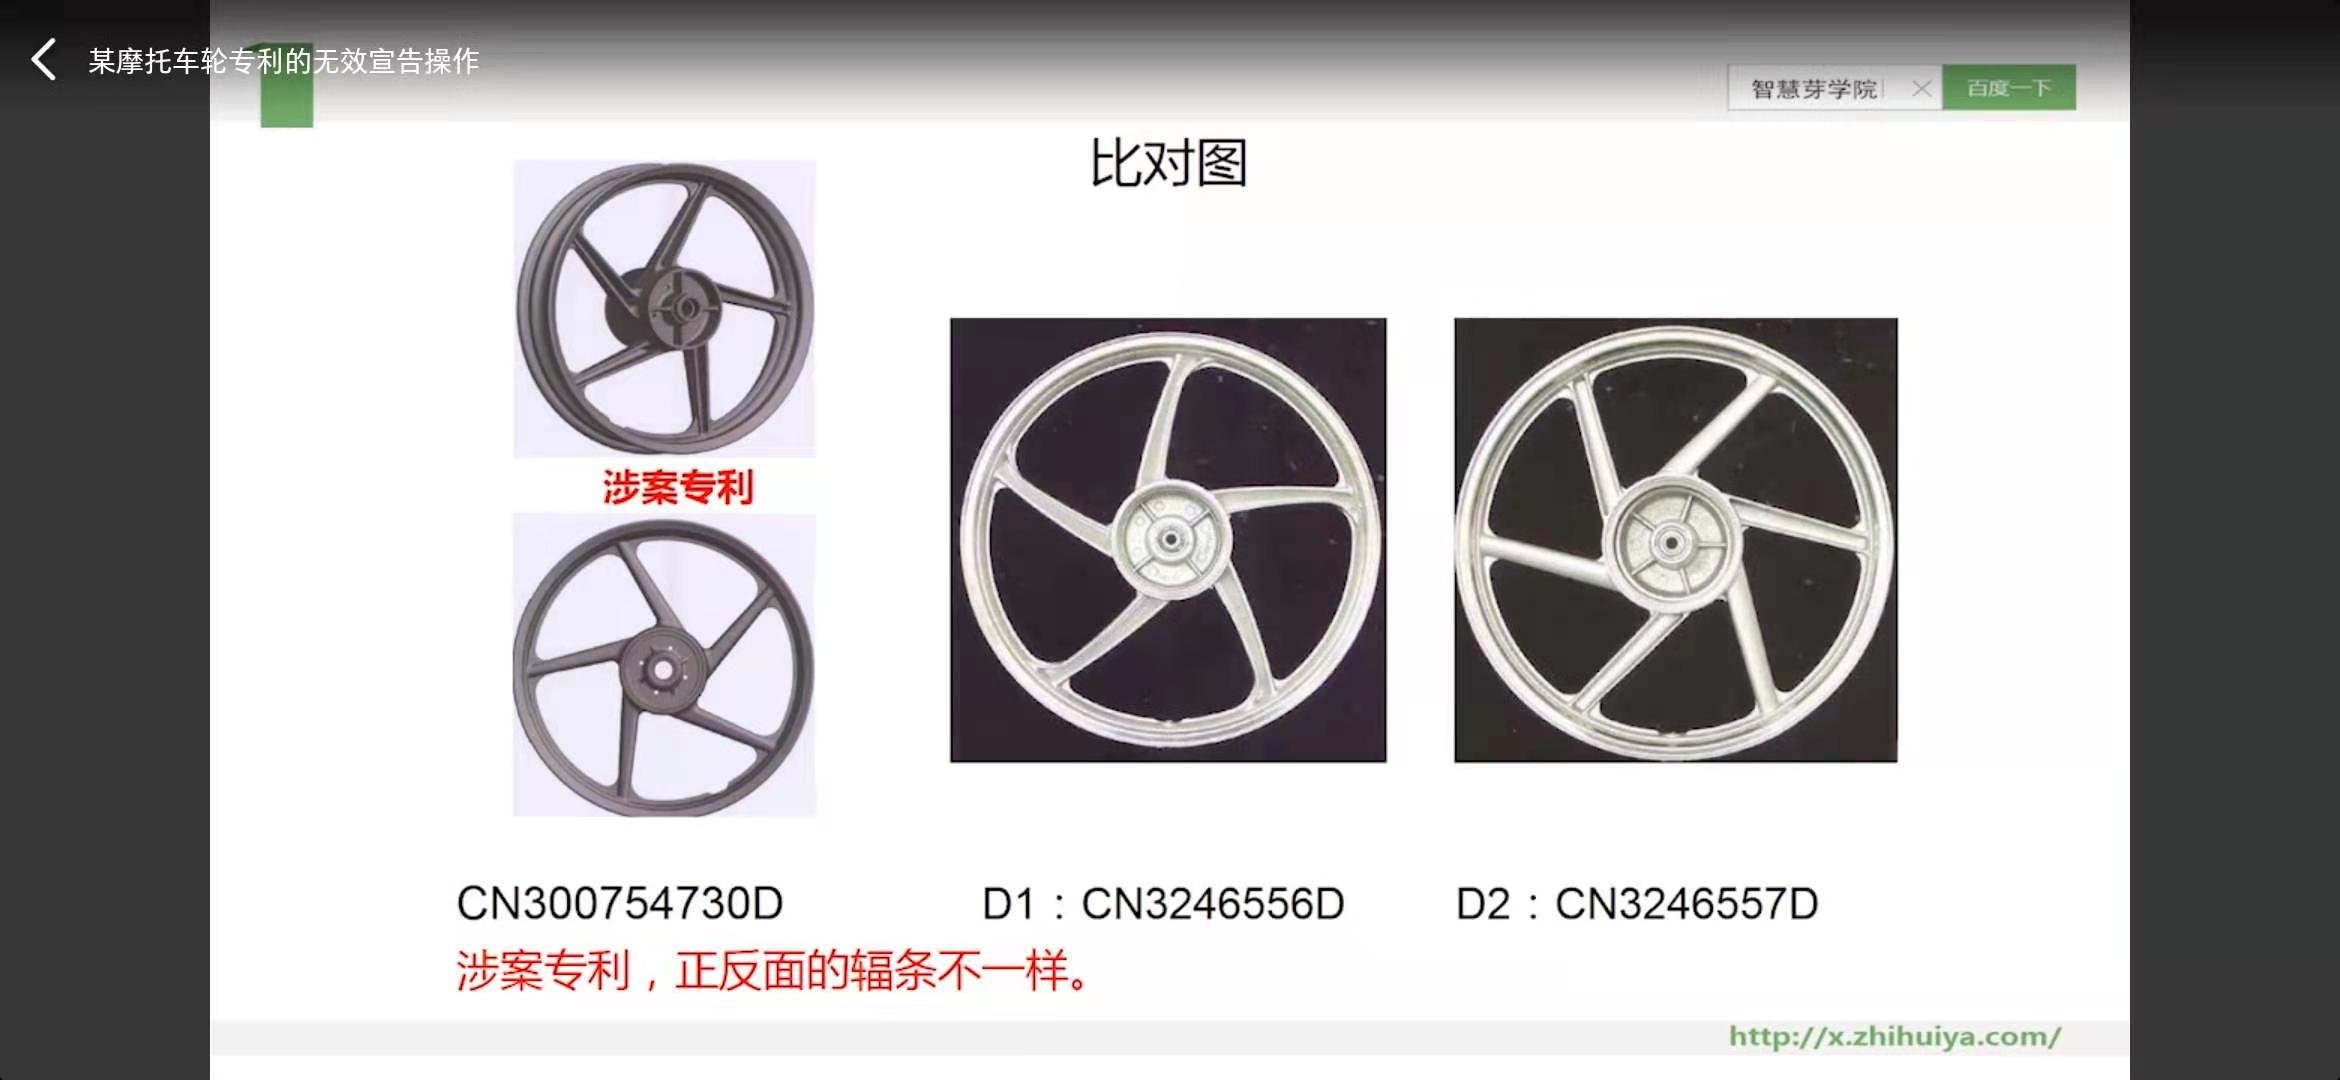 某摩托车轮专利的无效宣告操作
1
智慧芽学院
百度一下
比对图
涉案专利
CN300754730D
D1：CN3246556D
D2：CN3246557D
涉案专利，正反面的辐条不一样。
http://x.zhihuiya.com/